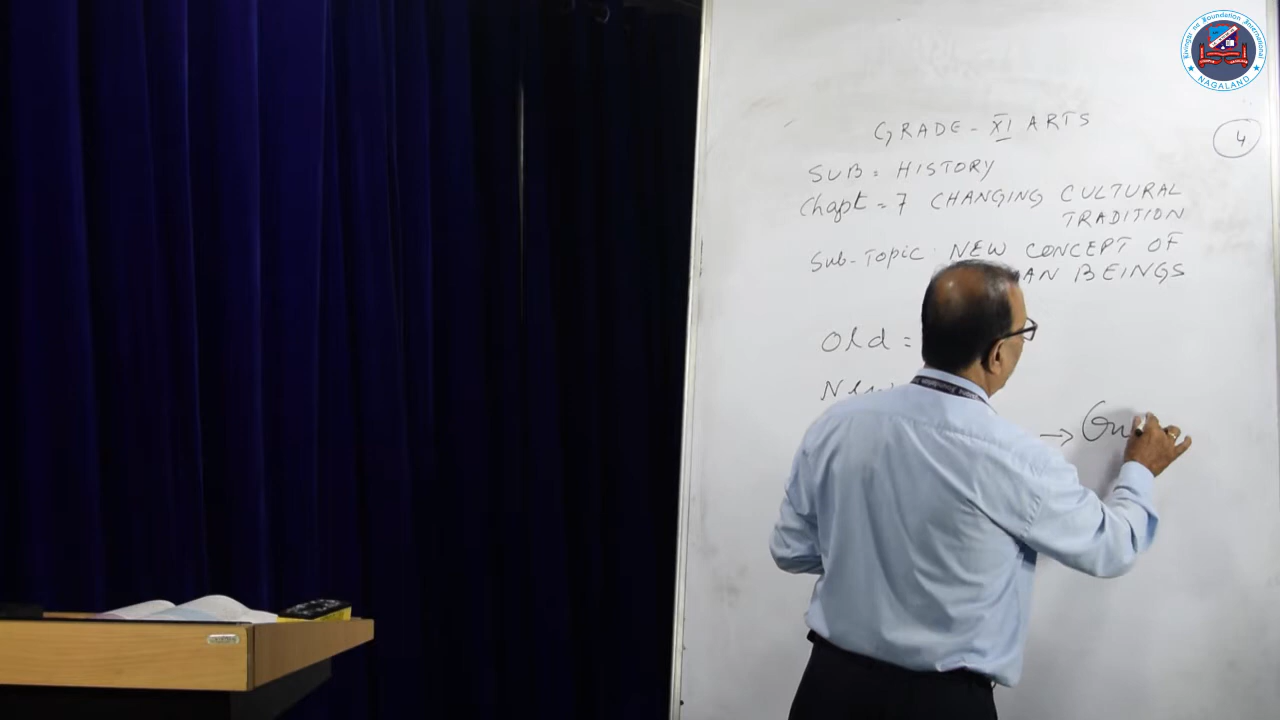 NAGALAND
GRADE - XI ARTS
4
SUB = HISTORY
Chapt = 7 CHANGING CULTURAL
TRADITION
Sub-Topic NEW CONCEPT OF
AN BEINGS
Old =
→